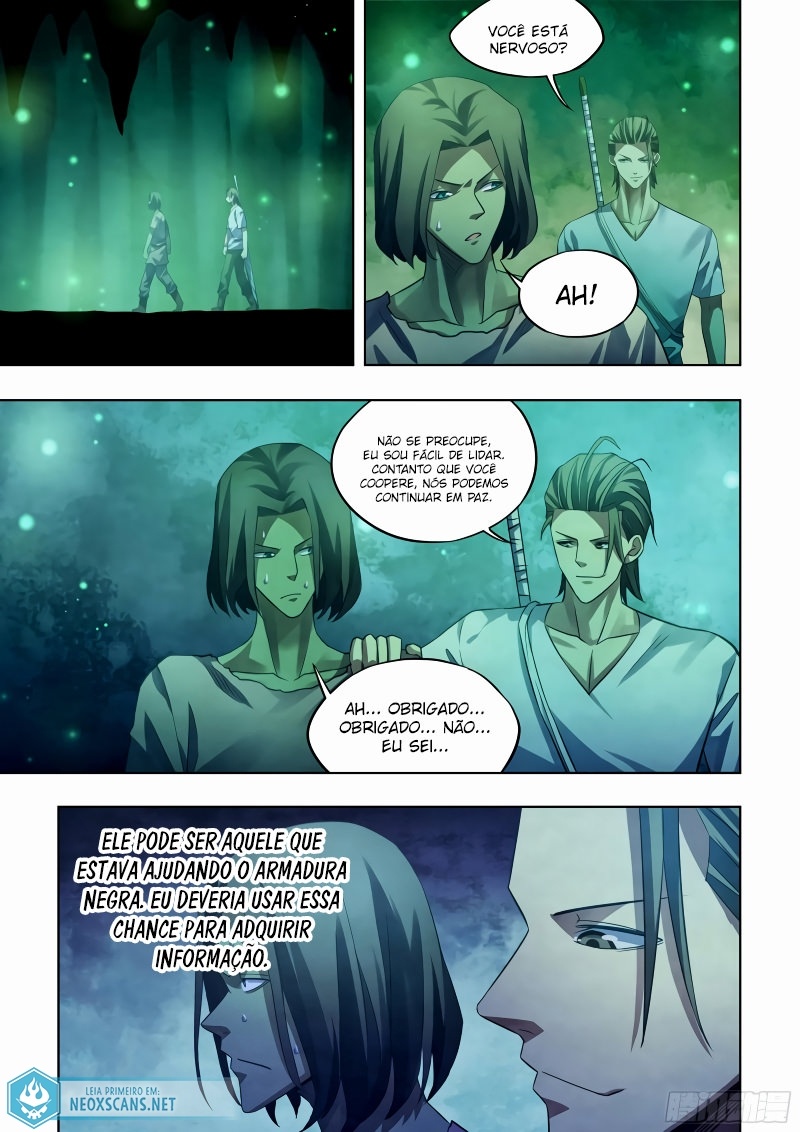 VOCÊ ESTÁ
NERVOSO?
AH!
NÃO SE PREOCUPE,
EU SOU FÁCIL DE LIDAR.
CONTANTO QUE VOCÊ
COOPERE, NÓS PODEMOS
CONTINUAR EM PAZ.
AH... OBRIGADO...
OBRIGADO... NÃO...
EU SEI...
ELE PODE SER AQUELE QUE
ESTAVA AJUDANDO O ARMADURA
NEGRA. EU DEVERIA USAR ESSA
CHANCE PARA ADQUIRIR
INFORMAÇÃO.
LEIA PRIMEIRO EM:
NEOXSCANS.NET